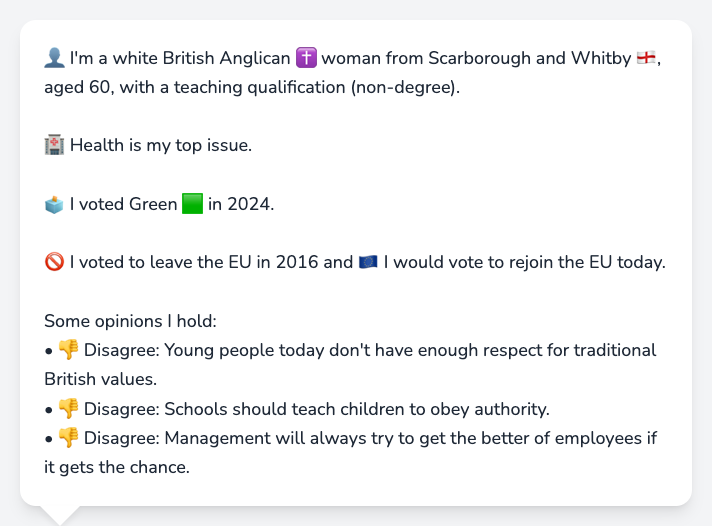 👤 I'm a white British Anglican ✝️ woman from Scarborough and Whitby 🏴󠁧󠁢󠁥󠁮󠁧󠁿,
aged 60, with a teaching qualification (non-degree).
🏥 Health is my top issue.
🗳️ I voted Green 🟩 in 2024.
🚫 I voted to leave the EU in 2016 and 🇪🇺 I would vote to rejoin the EU today.
Some opinions I hold:
• 👎 Disagree: Young people today don't have enough respect for traditional
British values.
• 👎 Disagree: Schools should teach children to obey authority.
• 👎 Disagree: Management will always try to get the better of employees if
it gets the chance.